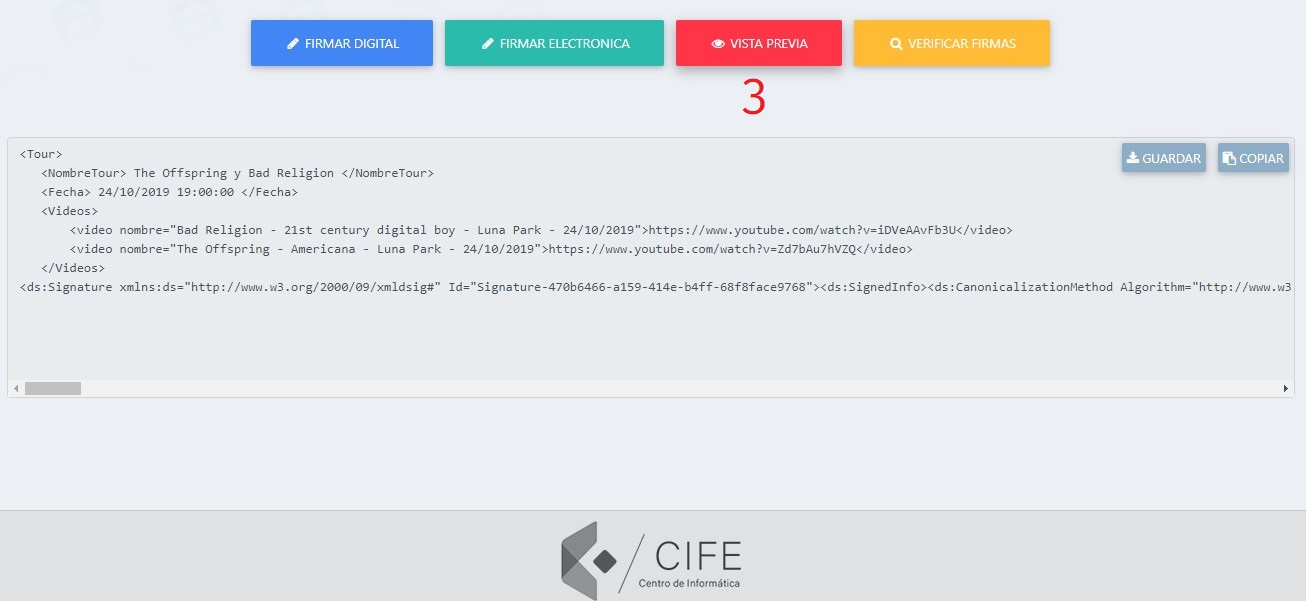 FIRMAR DIGITAL
FIRMAR ELECTRONICA
VISTA PREVIA
VERIFICAR FIRMAS
3
GUARDAR
COPIAR
<Tour>
<NombreTour> The Offspring y Bad Religion </NombreTour>
<Fecha> 24/10/2019 19:00:00 </Fecha>
<Videos>
<video nombre="Bad Religion - 21st century digital boy - Luna Park - 24/10/2019">https://www.youtube.com/watch?v=iDVeAAvFb3U</video>
<video nombre="The Offspring - Americana - Luna Park - 24/10/2019">https://www.youtube.com/watch?v=Zd7bAu7hVZQ</video>
</Videos>
<ds:Signature xmlns:ds="http://www.w3.org/2000/09/xmldsig#" Id="Signature-470b6466-a159-414e-b4ff-68f8face9768"><ds:SignedInfo><ds:CanonicalizationMethod Algorithm="http://www.w3
CIFE
Centro de Informática